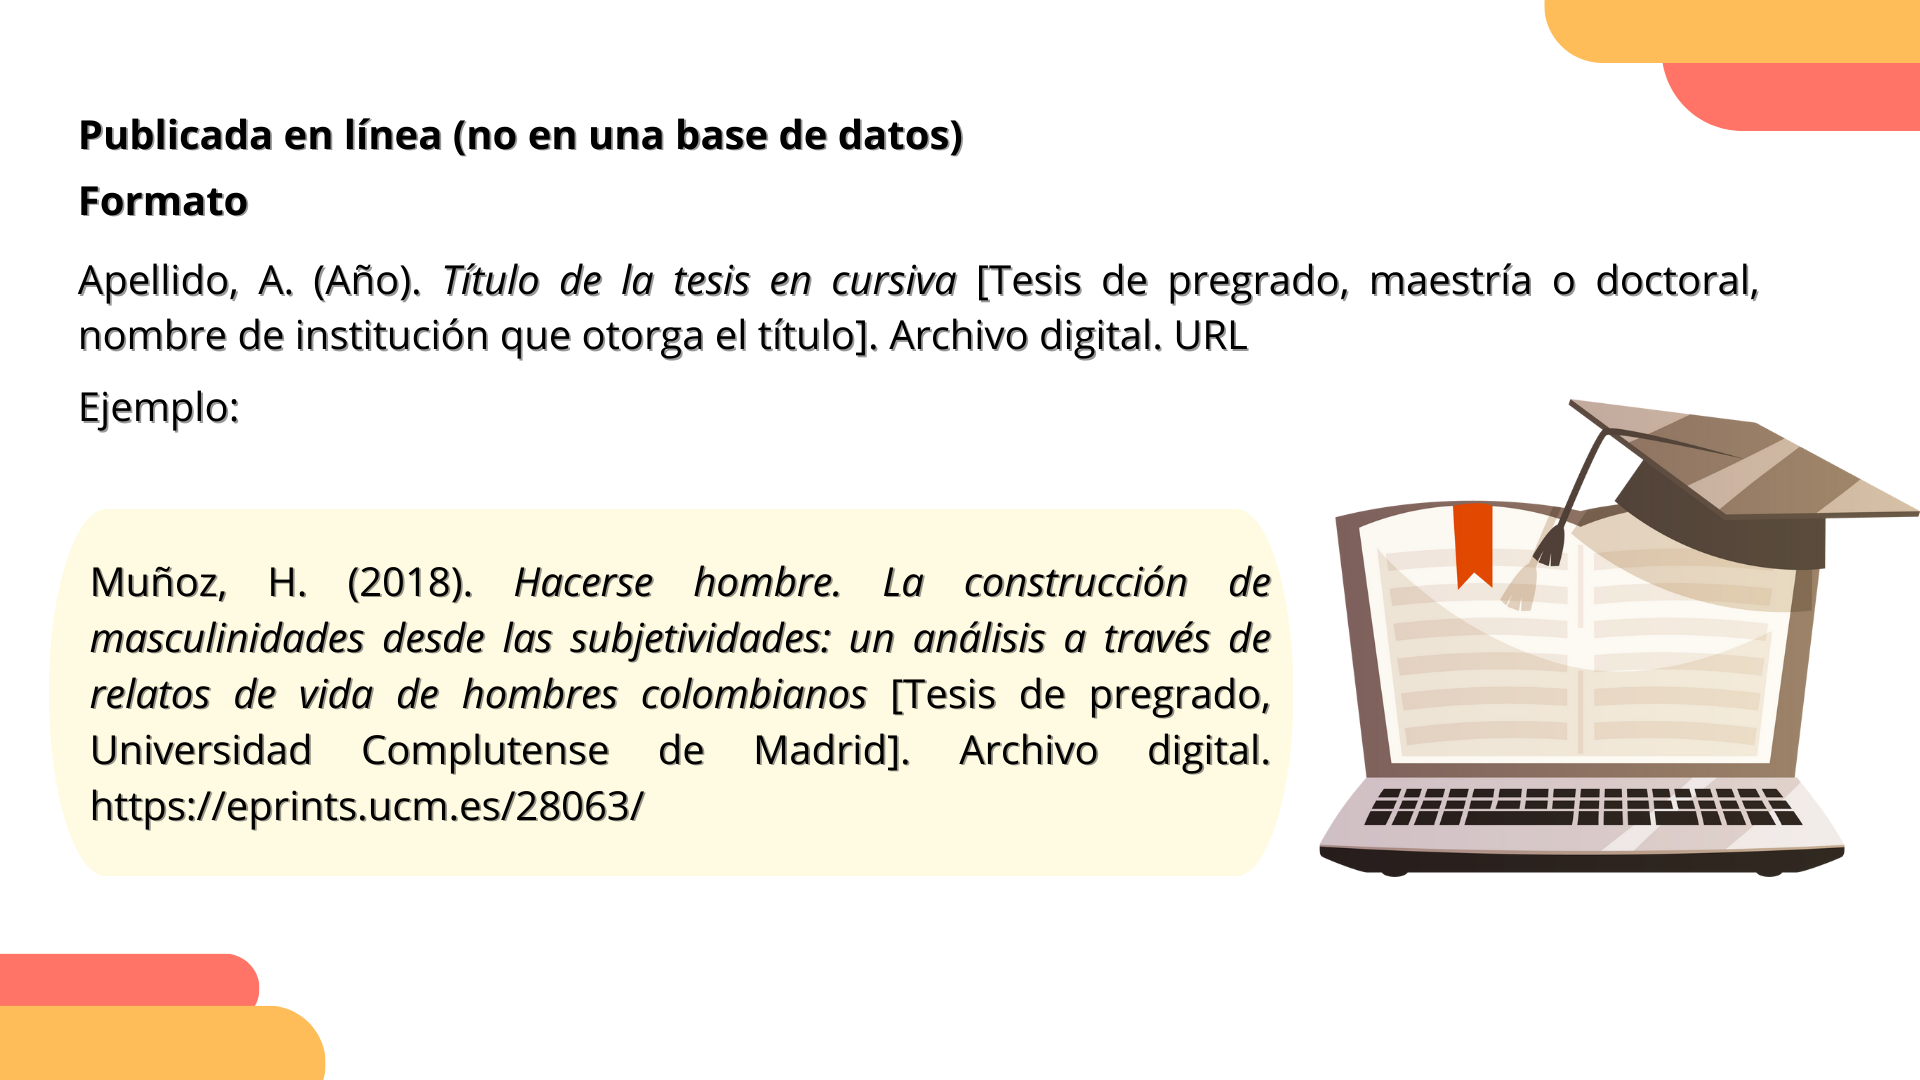 Publicada en línea (no en una base de datos)
Formato
Apellido, A. (Año). Título de la tesis en cursiva [Tesis de pregrado, maestría o doctoral,
nombre de institución que otorga el título]. Archivo digital. URL
Ejemplo:
Muñoz, H. (2018). Hacerse hombre. La construcción de
masculinidades desde las subjetividades: un análisis a través de
relatos de vida de hombres colombianos [Tesis de pregrado,
Universidad Complutense de Madrid]. Archivo digital.
https://eprints.ucm.es/28063/